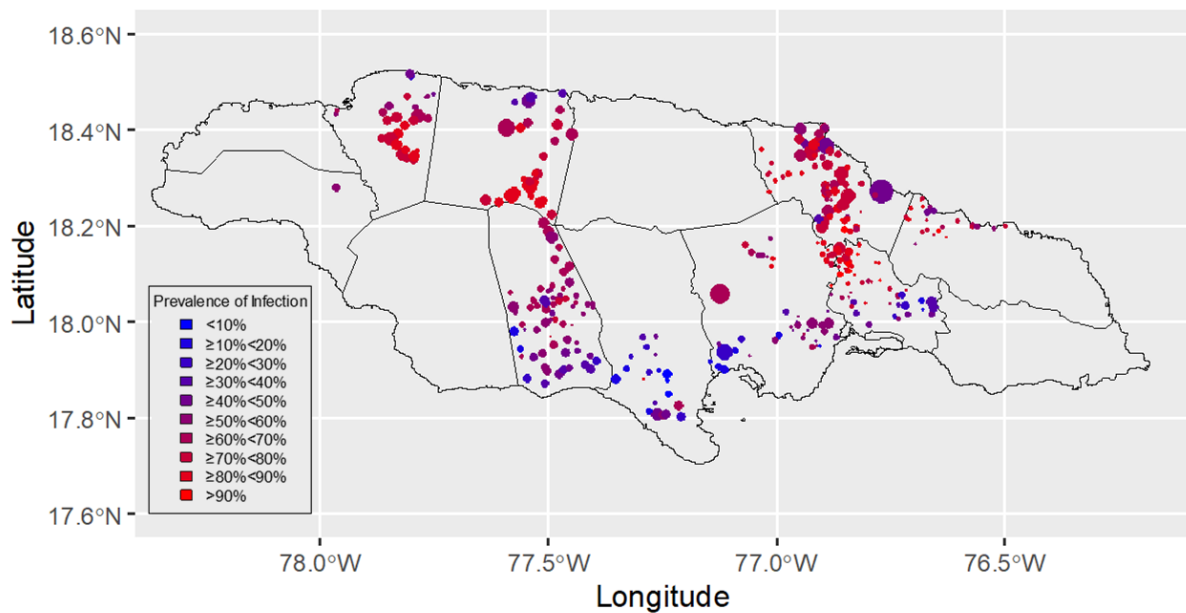 18.6°N
18.4°N
18.2°N
18.0°N
17.8°N
17.6°N
Latitude
Prevalence of Infection
<10%
≥10%<20%
≥20%<30%
≥30%<40%
≥40%<50%
≥50%<60%
≥60%<70%
≥70%<80%
≥80%<90%
>90%
78.0°W 77.5°W 77.0°W 76.5°W
Longitude